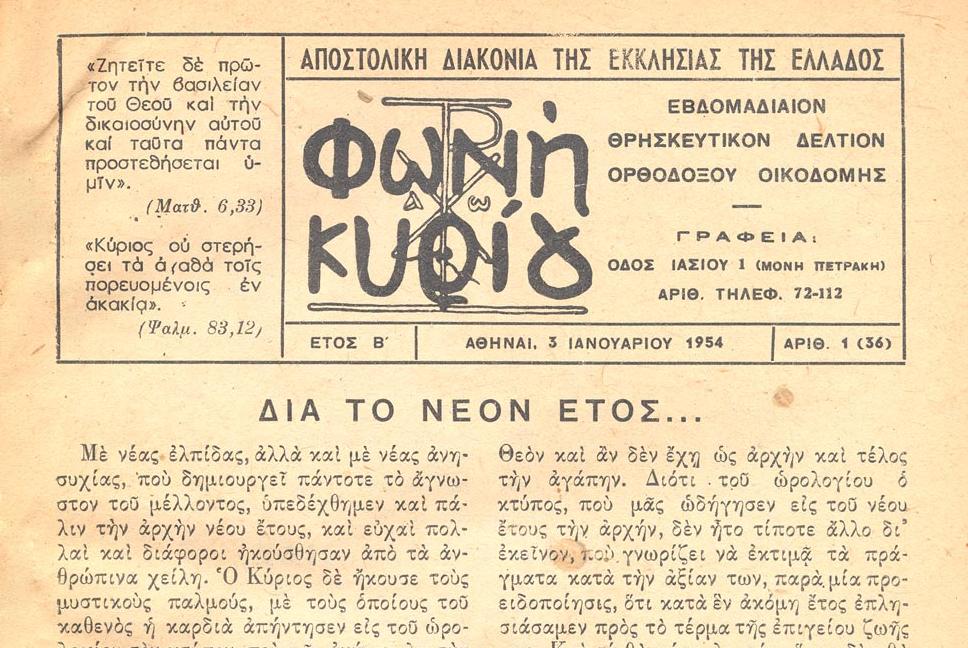 «Ζητεῖτε δὲ πρῶ-
τον τὴν βασιλείαν
τοῦ Θεοῦ καὶ τὴν
δικαιοσύνην αὐτοῦ
καί ταῦτα πάντα
προστεθήσεται ὑ-
μῖν».
(Ματθ. 6,33)
«Κύριος οὐ στερή-
σει τὰ ἀγαθὰ τοῖς
πορευομένοις ἐν
ἀκακίᾳ».
(Ψαλμ. 83,12)
ΑΠΟΣΤΟΛΙΚΗ ΔΙΑΚΟΝΙΑ ΤΗΣ ΕΚΚΛΗΣΙΑΣ ΤΗΣ ΕΛΛΑΔΟΣ
Φωνὴ
Κυρίου
Α ω
ΕΒΔΟΜΑΔΙΑΙΟΝ
ΘΡΗΣΚΕΥΤΙΚΟΝ ΔΕΛΤΙΟΝ
ΟΡΘΟΔΟΞΟΥ ΟΙΚΟΔΟΜΗΣ
ΓΡΑΦΕΙΑ:
ΟΔΟΣ ΙΑΣΙΟΥ 1 (ΜΟΝΗ ΠΕΤΡΑΚΗ)
ΑΡΙΘ. ΤΗΛΕΦ. 72-112
ΕΤΟΣ Β΄
ΑΘΗΝΑΙ, 3 ΙΑΝΟΥΑΡΙΟΥ 1954
ΑΡΙΘ. 1 (36)
ΔΙΑ ΤΟ ΝΕΟΝ ΕΤΟΣ...
Μὲ νέας ἐλπίδας, ἀλλὰ καὶ μὲ νέας ἀνη-
συχίας, ποὺ δημιουργεῖ πάντοτε τὸ ἄγνω-
στον τοῦ μέλλοντος, ὑπεδέχθημεν καὶ πά-
λιν τὴν ἀρχὴν νέου ἔτους, καὶ εὐχαὶ πολ-
λαὶ καὶ διάφοροι ἠκούσθησαν ἀπὸ τὰ ἀν-
θρώπινα χείλη. Ὁ Κύριος δὲ ἤκουσε τοὺς
μυστικοὺς παλμούς, μὲ τοὺς ὁποίους τοῦ
καθενὸς ἡ καρδιὰ ἀπήντησεν εἰς τοῦ ὡρο-
Θεὸν καὶ ἂν δὲν ἔχῃ ὡς ἀρχὴν καὶ τέλος
τὴν ἀγάπην. Διότι τοῦ ὡρολογίου ὁ
κτύπος, ποὺ μᾶς ὡδήγησεν εἰς τοῦ νέου
ἔτους τὴν ἀρχήν, δὲν ἦτο τίποτε ἄλλο δι᾽
ἐκεῖνον, ποὺ γνωρίζει νὰ ἐκτιμᾷ τὰ πρά-
γματα κατὰ τὴν ἀξίαν των, παρὰ μία προ-
ειδοποίησις, ὅτι κατὰ ἓν ἀκόμη ἔτος ἐπλη-
σιάσαμεν πρὸς τὸ τέρμα τῆς ἐπιγείου ζωῆς